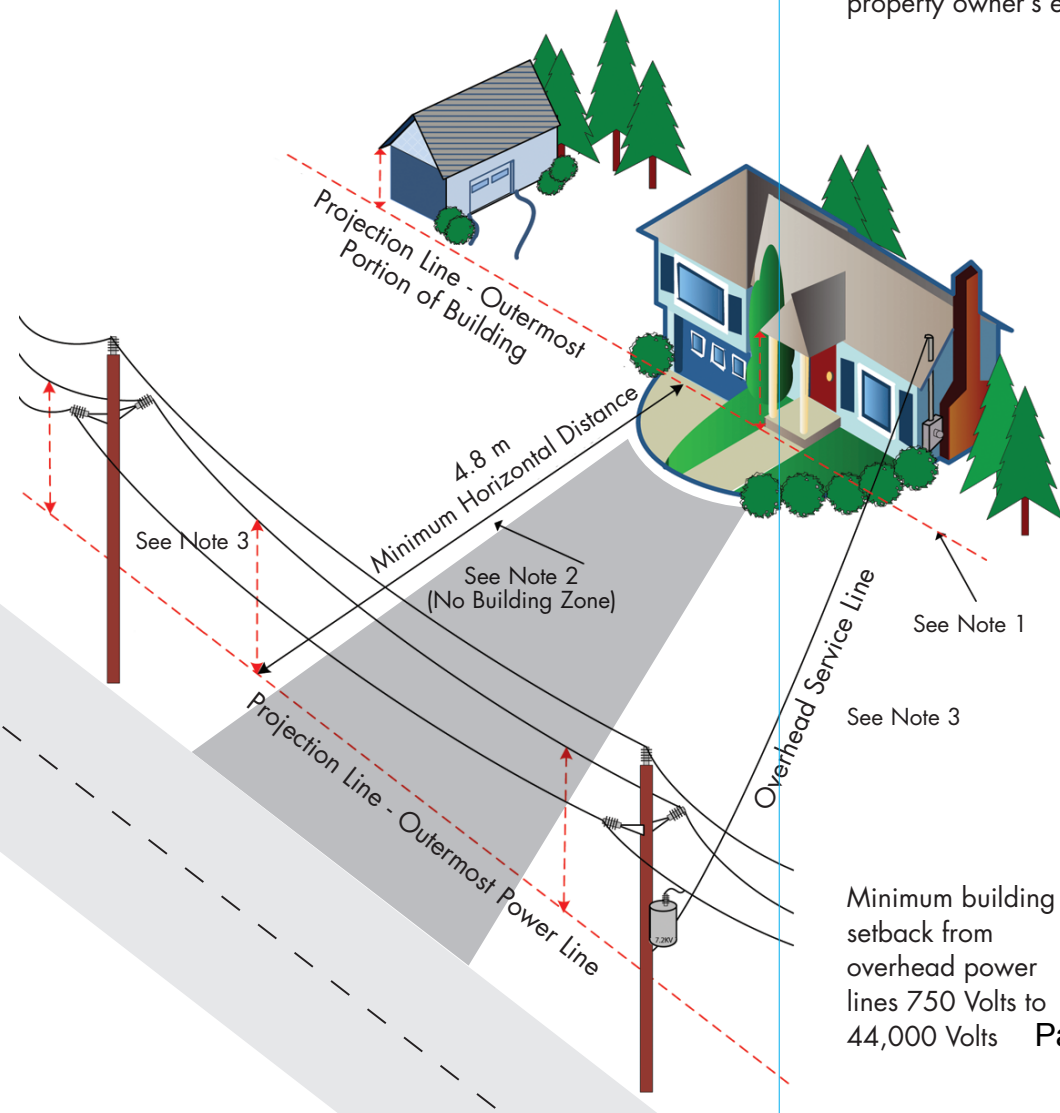 property owner's e
Projection Line - Outermost
Portion of Building
4.8 m
Minimum Horizontal Distance
See Note 3
See Note 2
(No Building Zone)
See Note 1
Overhead Service Line
See Note 3
Projection Line - Outermost Power Line
7.2KV
Minimum building
setback from
overhead power
lines 750 Volts to
44,000 Volts Pa